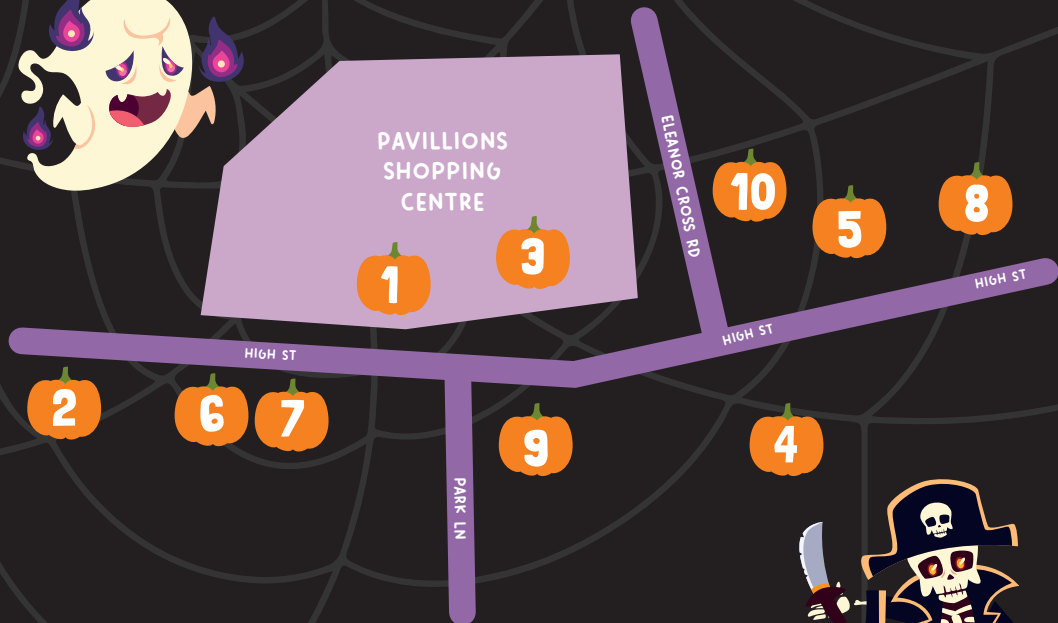 PAVILLIONS
SHOPPING
CENTRE
ELEANOR CROSS RD
10
5
8
3
1
HIGH ST
HIGH ST
HIGH ST
2
6
7
9
4
PARK LN